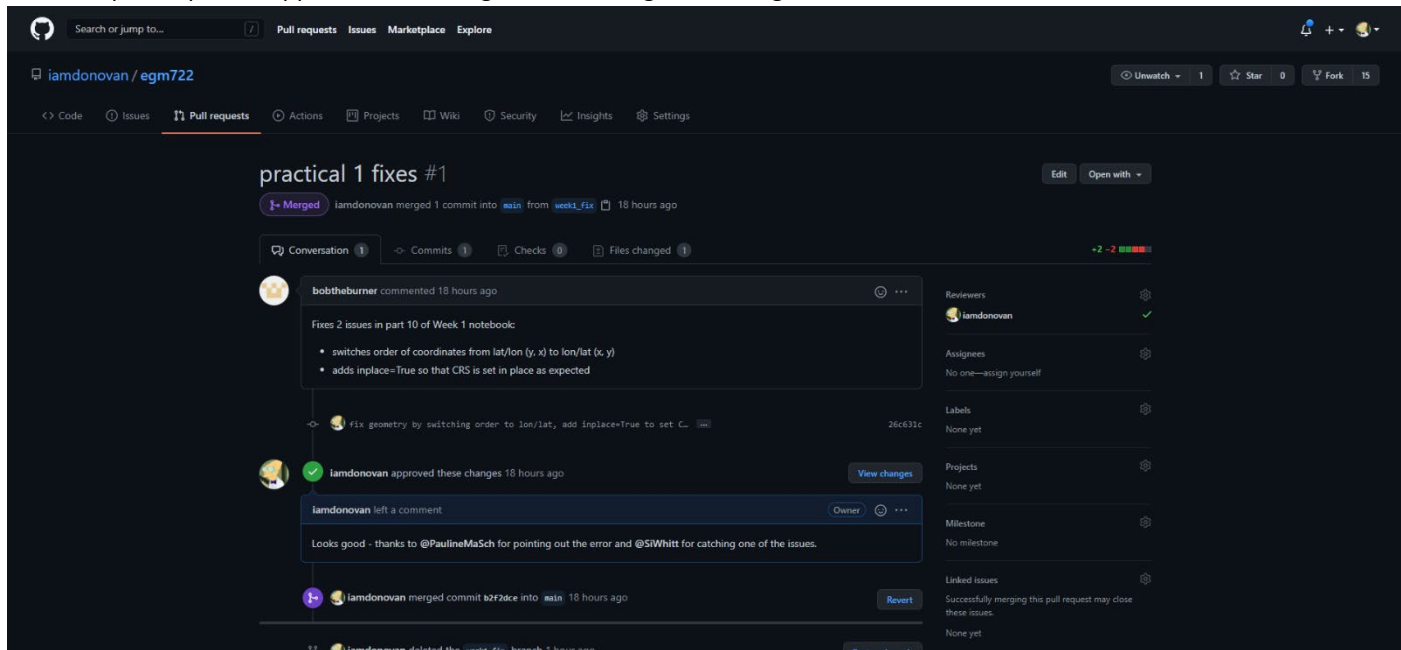 Search or jump to... / Pull requests Issues Marketplace Explore
iamdonovan / egm722 Unwatch 1 Star 0 Fork 15
Code Issues Pull requests Actions Projects Wiki Security Insights Settings
practical 1 fixes #1 Edit Open with
Merged iamdonovan merged 1 commit into main from week1_fix 18 hours ago
Conversation 1 Commits 1 Checks 0 Files changed 1 +2 −2
bobtheburner commented 18 hours ago
Fixes 2 issues in part 10 of Week 1 notebook:
• switches order of coordinates from lat/lon (y, x) to lon/lat (x, y)
• adds inplace=True so that CRS is set in place as expected
fix geometry by switching order to lon/lat, add inplace=True to set C… ... 26c631c
iamdonovan approved these changes 18 hours ago View changes
iamdonovan left a comment Owner
Looks good - thanks to @PaulineMaSch for pointing out the error and @SiWhitt for catching one of the issues.
iamdonovan merged commit b2f2dce into main 18 hours ago Revert
Reviewers
iamdonovan
Assignees
No one—assign yourself
Labels
None yet
Projects
None yet
Milestone
No milestone
Linked issues
Successfully merging this pull request may close
these issues.
None yet